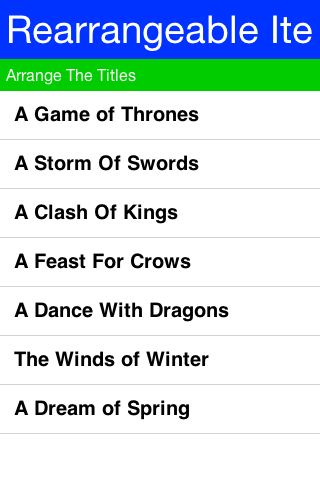 Rearrangeable Ite
Arrange The Titles
A Game of Thrones
A Storm Of Swords
A Clash Of Kings
A Feast For Crows
A Dance With Dragons
The Winds of Winter
A Dream of Spring